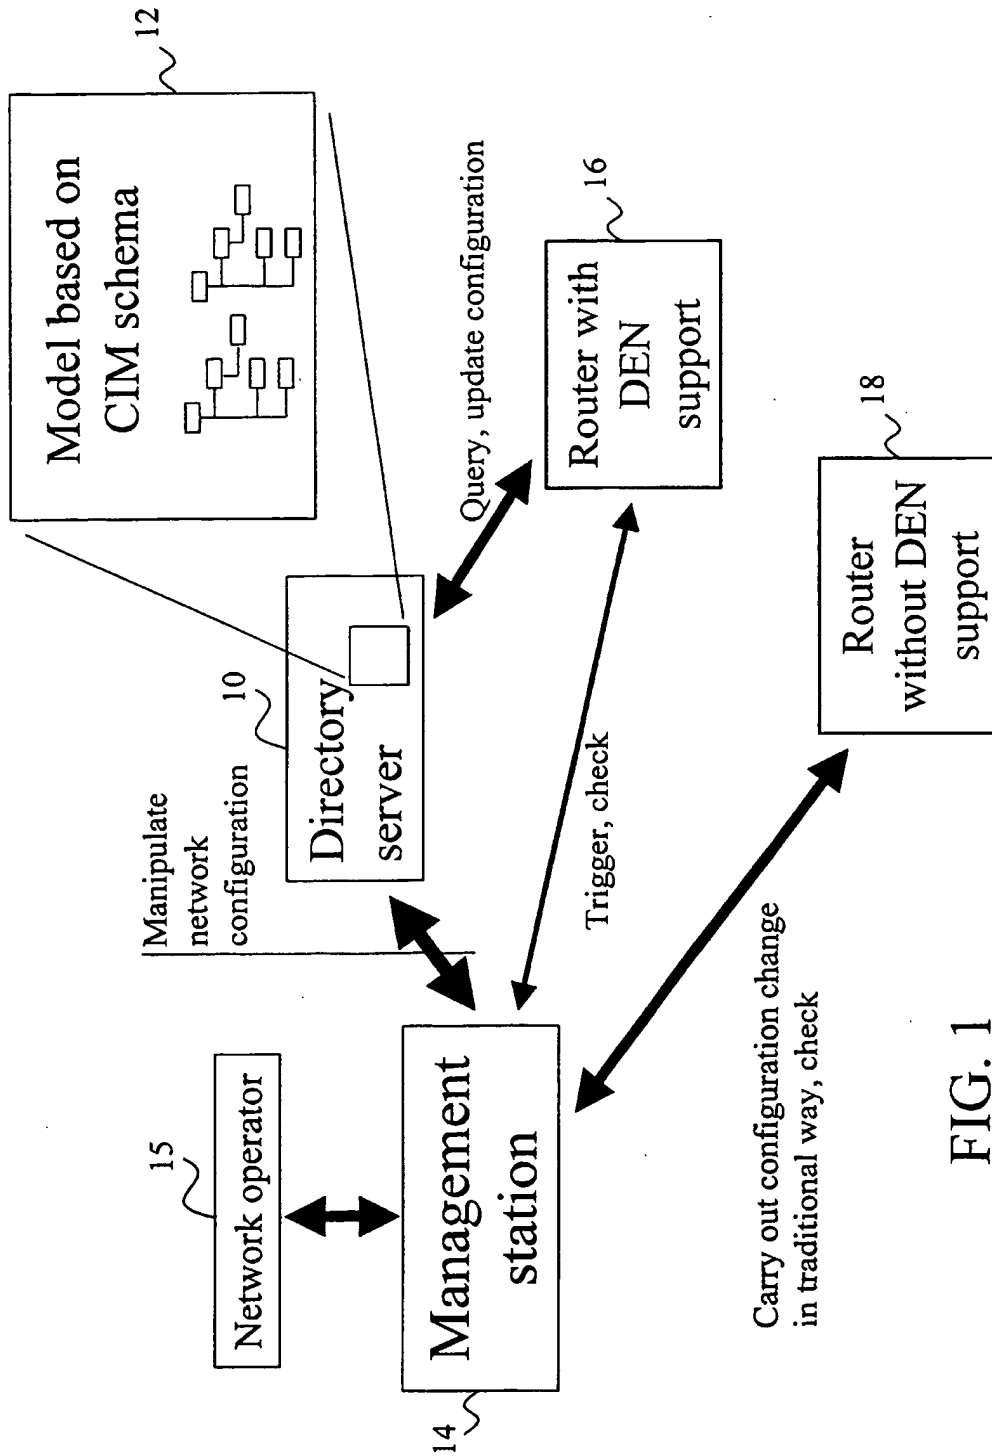 12
Model based on
CIM schema
10
Directory
server
Manipulate
network
configuration
Query, update configuration
16
Router with
DEN
support
15
Network operator
Management
station
14
Trigger, check
18
Router
without DEN
support
Carry out configuration change
in traditional way, check
FIG. 1